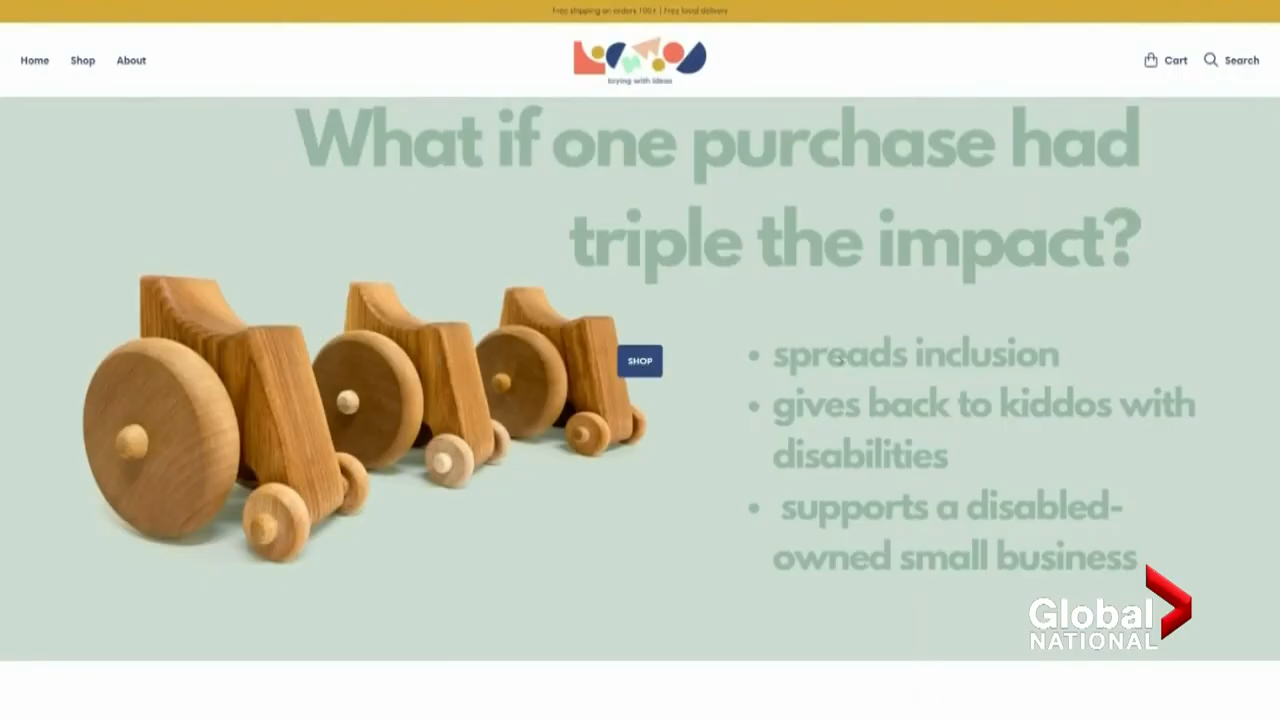 Free shipping on orders 100+ | Free local delivery
Home Shop About
toying with ideas
Cart Search
What if one purchase had
triple the impact?
SHOP
• spreads inclusion
• gives back to kiddos with
disabilities
• supports a disabled-
owned small business
Global
NATIONAL